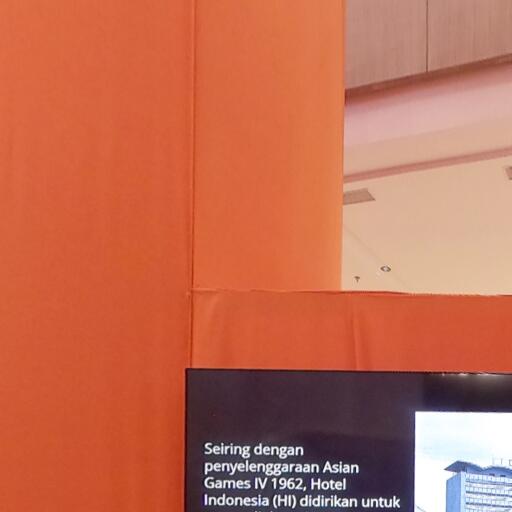 Seiring dengan
penyelenggaraan Asian
Games IV 1962, Hotel
Indonesia (HI) didirikan untuk